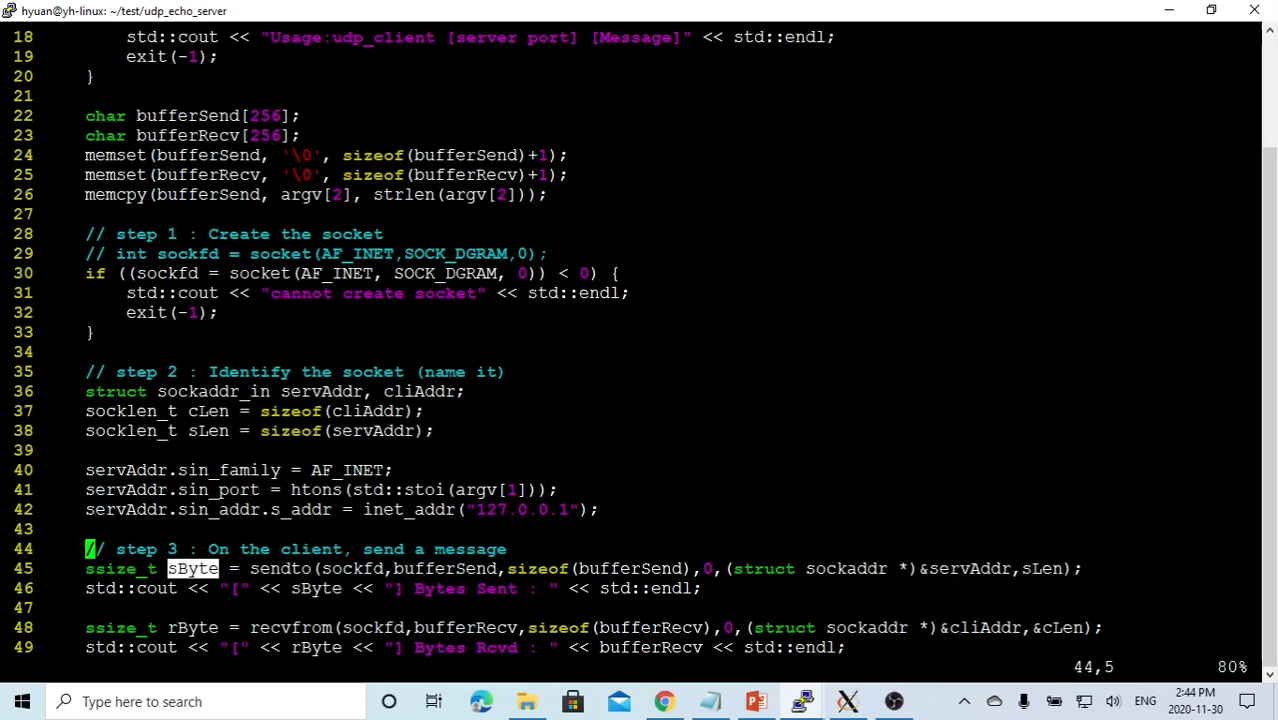 hyuan@yh-linux: ~/test/udp_echo_server
18 std::cout << "Usage:udp_client [server port] [Message]" << std::endl;
19 exit(-1);
20 }
21
22 char bufferSend[256];
23 char bufferRecv[256];
24 memset(bufferSend, '\0', sizeof(bufferSend)+1);
25 memset(bufferRecv, '\0', sizeof(bufferRecv)+1);
26 memcpy(bufferSend, argv[2], strlen(argv[2]));
27
28 // step 1 : Create the socket
29 // int sockfd = socket(AF_INET,SOCK_DGRAM,0);
30 if ((sockfd = socket(AF_INET, SOCK_DGRAM, 0)) < 0) {
31 std::cout << "cannot create socket" << std::endl;
32 exit(-1);
33 }
34
35 // step 2 : Identify the socket (name it)
36 struct sockaddr_in servAddr, cliAddr;
37 socklen_t cLen = sizeof(cliAddr);
38 socklen_t sLen = sizeof(servAddr);
39
40 servAddr.sin_family = AF_INET;
41 servAddr.sin_port = htons(std::stoi(argv[1]));
42 servAddr.sin_addr.s_addr = inet_addr("127.0.0.1");
43
44 // step 3 : On the client, send a message
45 ssize_t sByte = sendto(sockfd,bufferSend,sizeof(bufferSend),0,(struct sockaddr *)&servAddr,sLen);
46 std::cout << "[" << sByte << "] Bytes Sent : " << std::endl;
47
48 ssize_t rByte = recvfrom(sockfd,bufferRecv,sizeof(bufferRecv),0,(struct sockaddr *)&cliAddr,&cLen);
49 std::cout << "[" << rByte << "] Bytes Rcvd : " << bufferRecv << std::endl;
44,5 80%
Type here to search
ENG
2:44 PM
2020-11-30